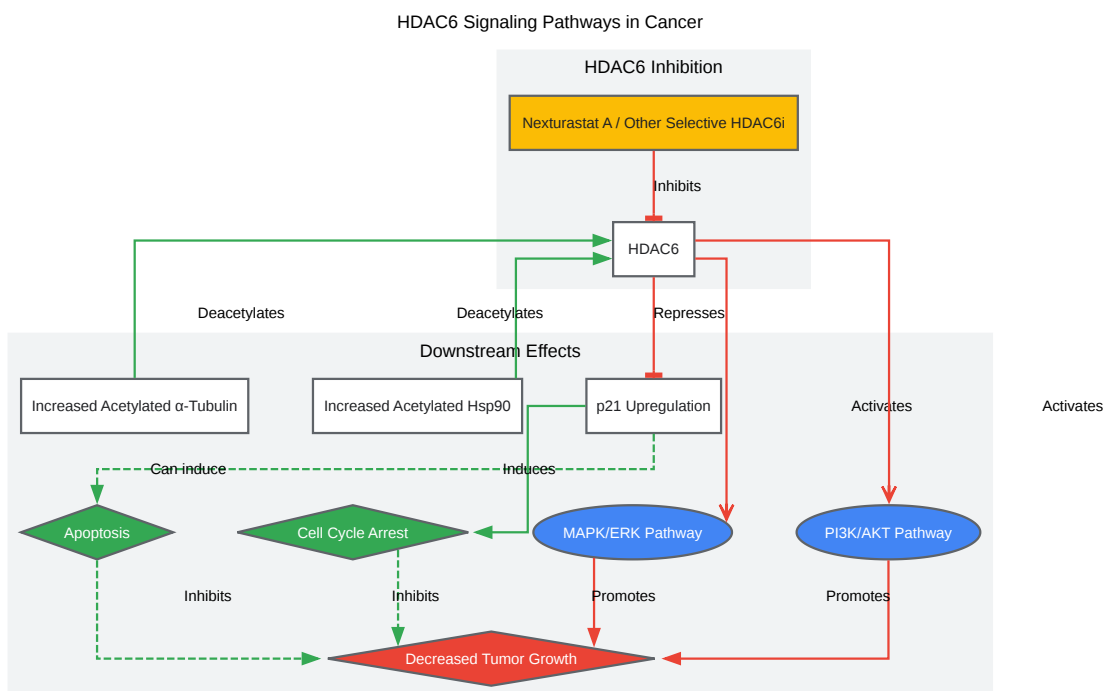 HDAC6 Signaling Pathways in Cancer
HDAC6 Inhibition
Nexturastat A / Other Selective HDAC6i
Inhibits
HDAC6
Deacetylates
Deacetylates
Represses
Downstream Effects
Increased Acetylated α-Tubulin
Increased Acetylated Hsp90
p21 Upregulation
Activates
Activates
Can induce
Induces
Apoptosis
Cell Cycle Arrest
MAPK/ERK Pathway
PI3K/AKT Pathway
Inhibits
Inhibits
Promotes
Promotes
Decreased Tumor Growth